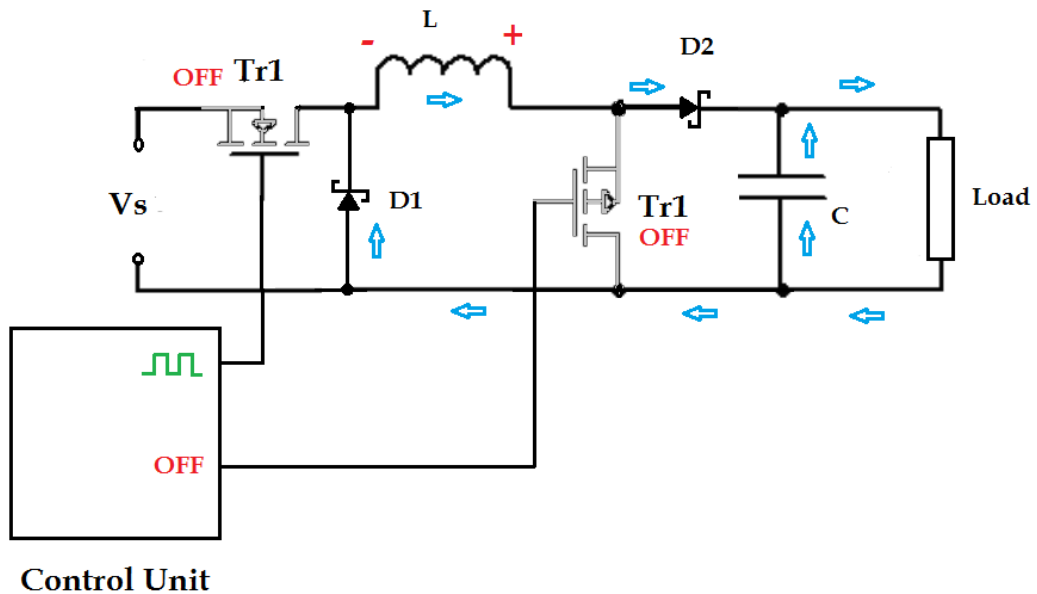 L
-
+
D2
OFF Tr1
Vs
D1
Tr1
OFF
C
Load
OFF
Control Unit